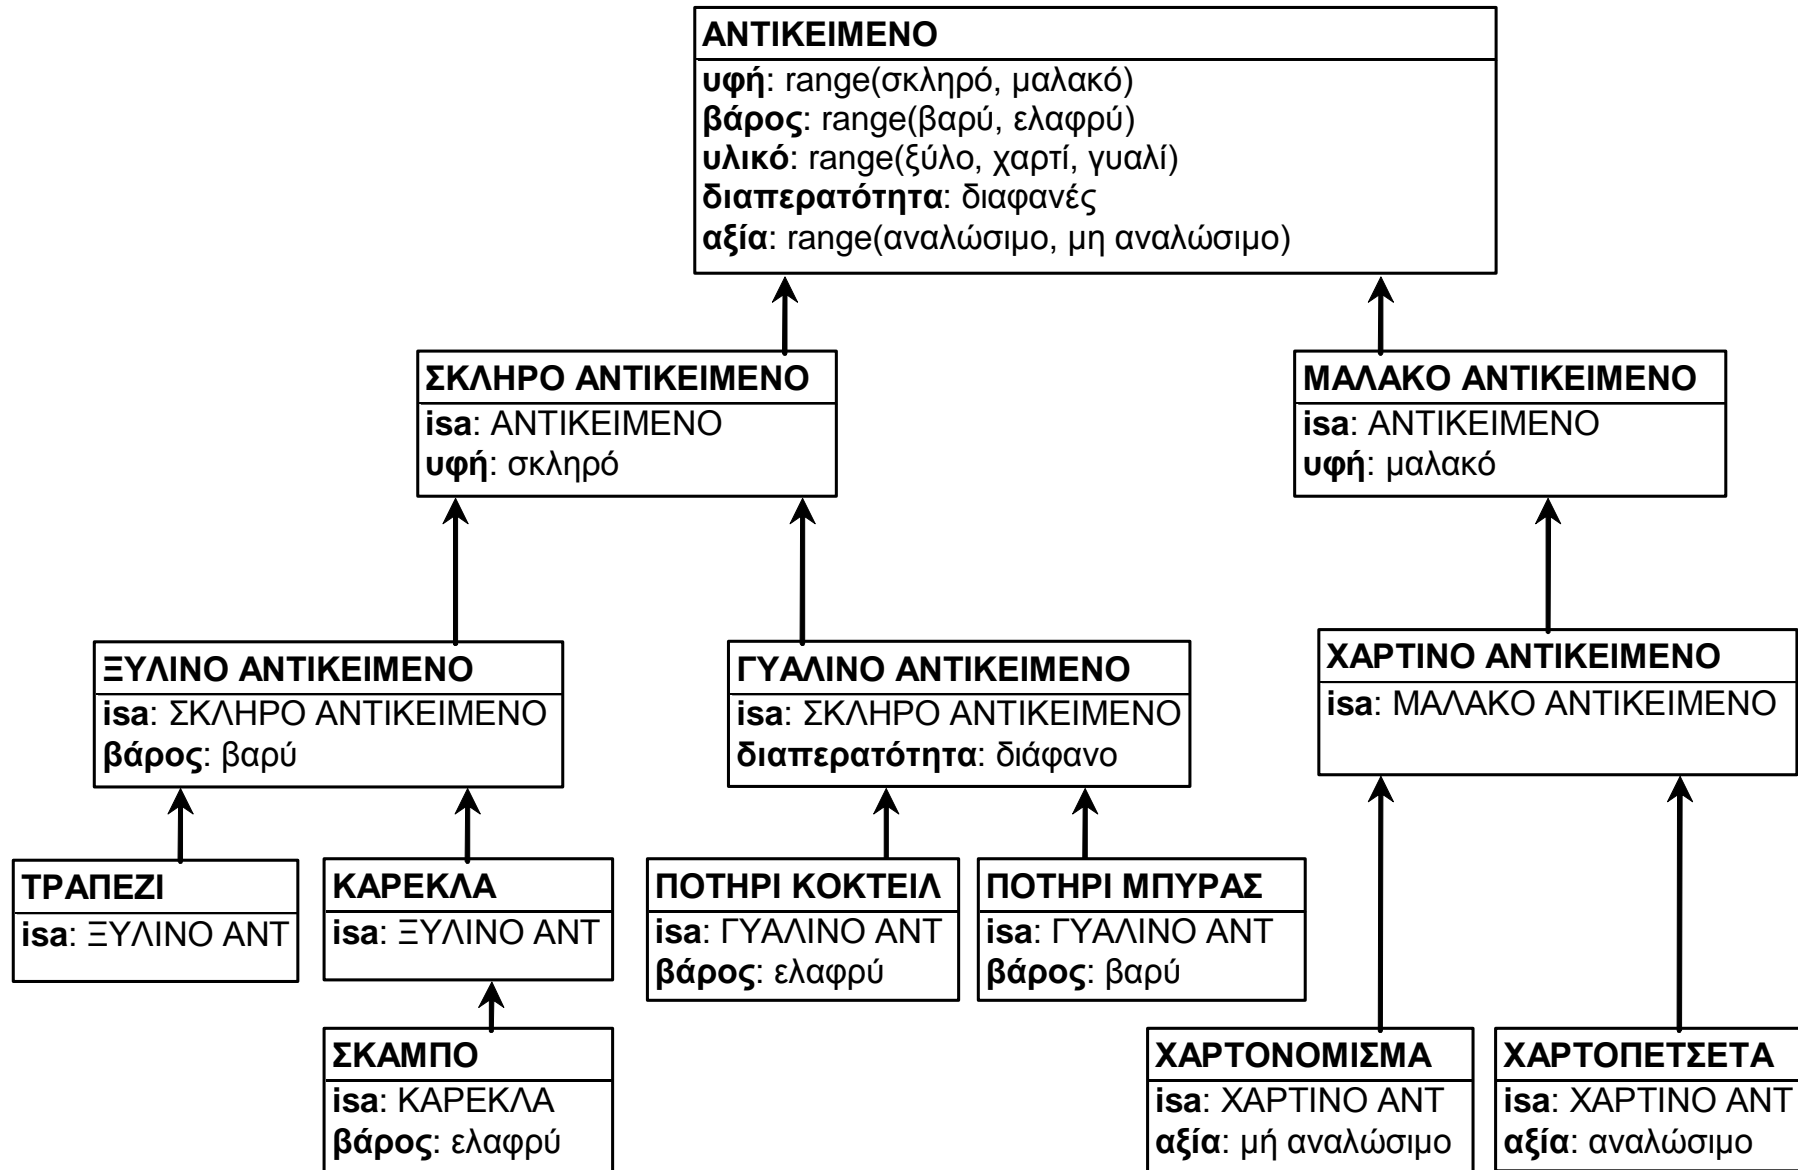 ΑΝΤΙΚΕΙΜΕΝΟ
υφή: range(σκληρό, μαλακό)
βάρος: range(βαρύ, ελαφρύ)
υλικό: range(ξύλο, χαρτί, γυαλί)
διαπερατότητα: διαφανές
αξία: range(αναλώσιμο, μη αναλώσιμο)
ΣΚΛΗΡΟ ΑΝΤΙΚΕΙΜΕΝΟ
isa: ΑΝΤΙΚΕΙΜΕΝΟ
υφή: σκληρό
ΜΑΛΑΚΟ ΑΝΤΙΚΕΙΜΕΝΟ
isa: ΑΝΤΙΚΕΙΜΕΝΟ
υφή: μαλακό
ΞΥΛΙΝΟ ΑΝΤΙΚΕΙΜΕΝΟ
isa: ΣΚΛΗΡΟ ΑΝΤΙΚΕΙΜΕΝΟ
βάρος: βαρύ
ΓΥΑΛΙΝΟ ΑΝΤΙΚΕΙΜΕΝΟ
isa: ΣΚΛΗΡΟ ΑΝΤΙΚΕΙΜΕΝΟ
διαπερατότητα: διάφανο
ΧΑΡΤΙΝΟ ΑΝΤΙΚΕΙΜΕΝΟ
isa: ΜΑΛΑΚΟ ΑΝΤΙΚΕΙΜΕΝΟ
ΤΡΑΠΕΖΙ
isa: ΞΥΛΙΝΟ ΑΝΤ
ΚΑΡΕΚΛΑ
isa: ΞΥΛΙΝΟ ΑΝΤ
ΠΟΤΗΡΙ ΚΟΚΤΕΙΛ
isa: ΓΥΑΛΙΝΟ ΑΝΤ
βάρος: ελαφρύ
ΠΟΤΗΡΙ ΜΠΥΡΑΣ
isa: ΓΥΑΛΙΝΟ ΑΝΤ
βάρος: βαρύ
ΣΚΑΜΠΟ
isa: ΚΑΡΕΚΛΑ
βάρος: ελαφρύ
ΧΑΡΤΟΝΟΜΙΣΜΑ
isa: ΧΑΡΤΙΝΟ ΑΝΤ
αξία: μή αναλώσιμο
ΧΑΡΤΟΠΕΤΣΕΤΑ
isa: ΧΑΡΤΙΝΟ ΑΝΤ
αξία: αναλώσιμο